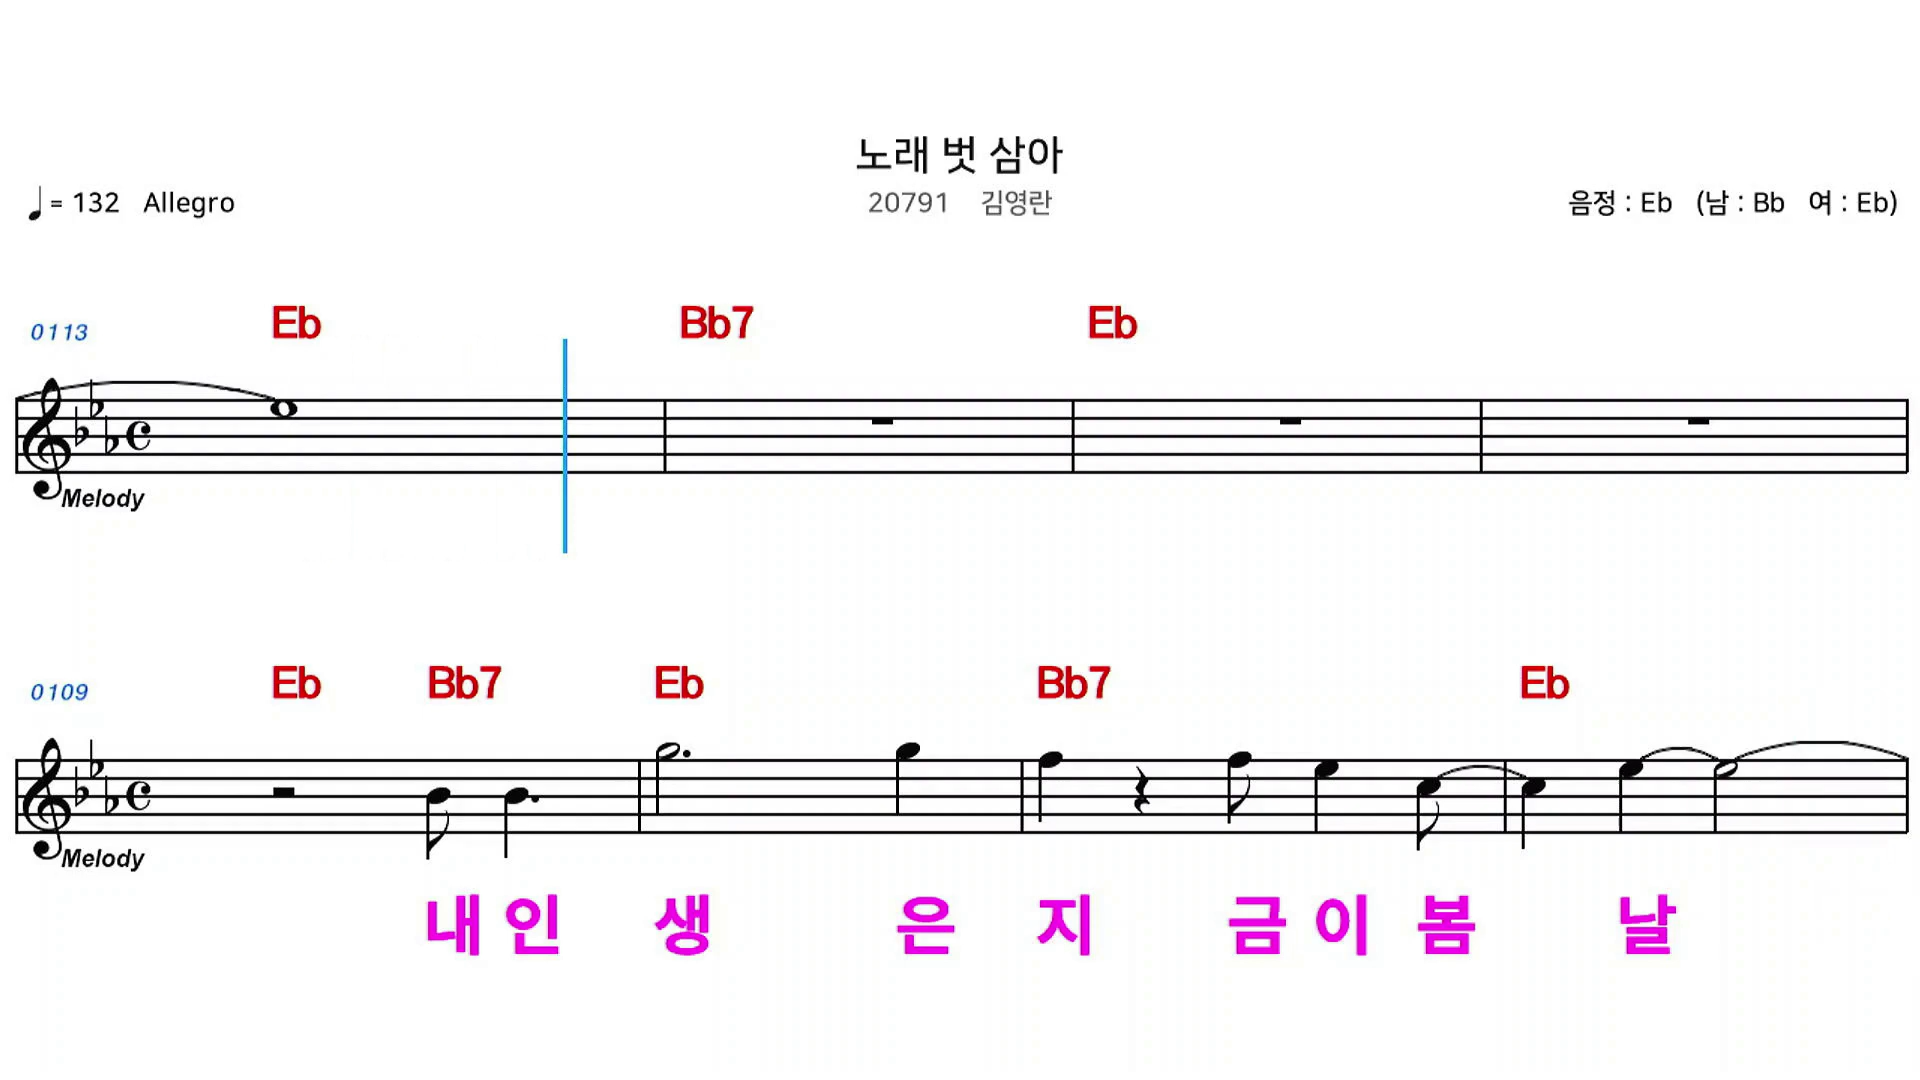 노래 벗 삼아
♩= 132 Allegro 20791 김영란 음정 : Eb (남 : Bb 여 : Eb)
0113 Eb Bb7 Eb
Melody
0109 Eb Bb7 Eb Bb7 Eb
Melody
내 인 생 은 지 금 이 봄 날